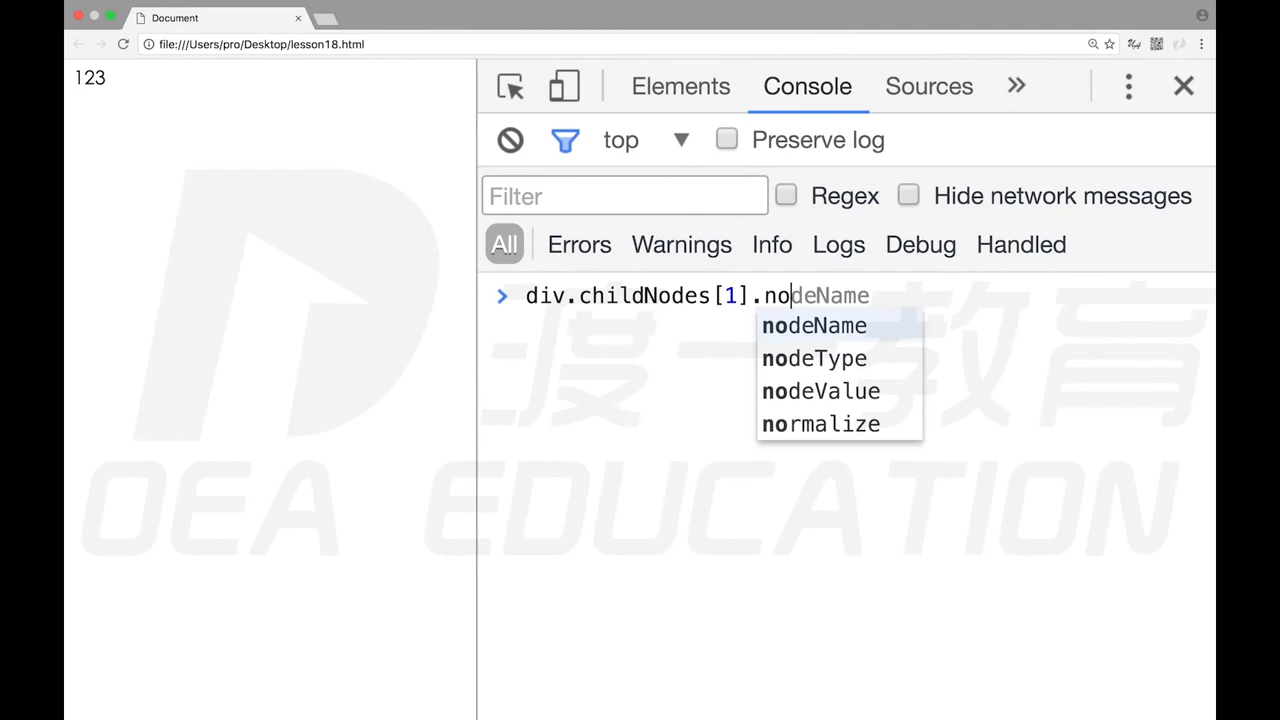 Document
file:///Users/pro/Desktop/lesson18.html
123
Elements Console Sources
top Preserve log
Filter Regex Hide network messages
All Errors Warnings Info Logs Debug Handled
div.childNodes[1].nodeName
nodeName
nodeType
nodeValue
normalize
渡一教育
OEA EDUCATION